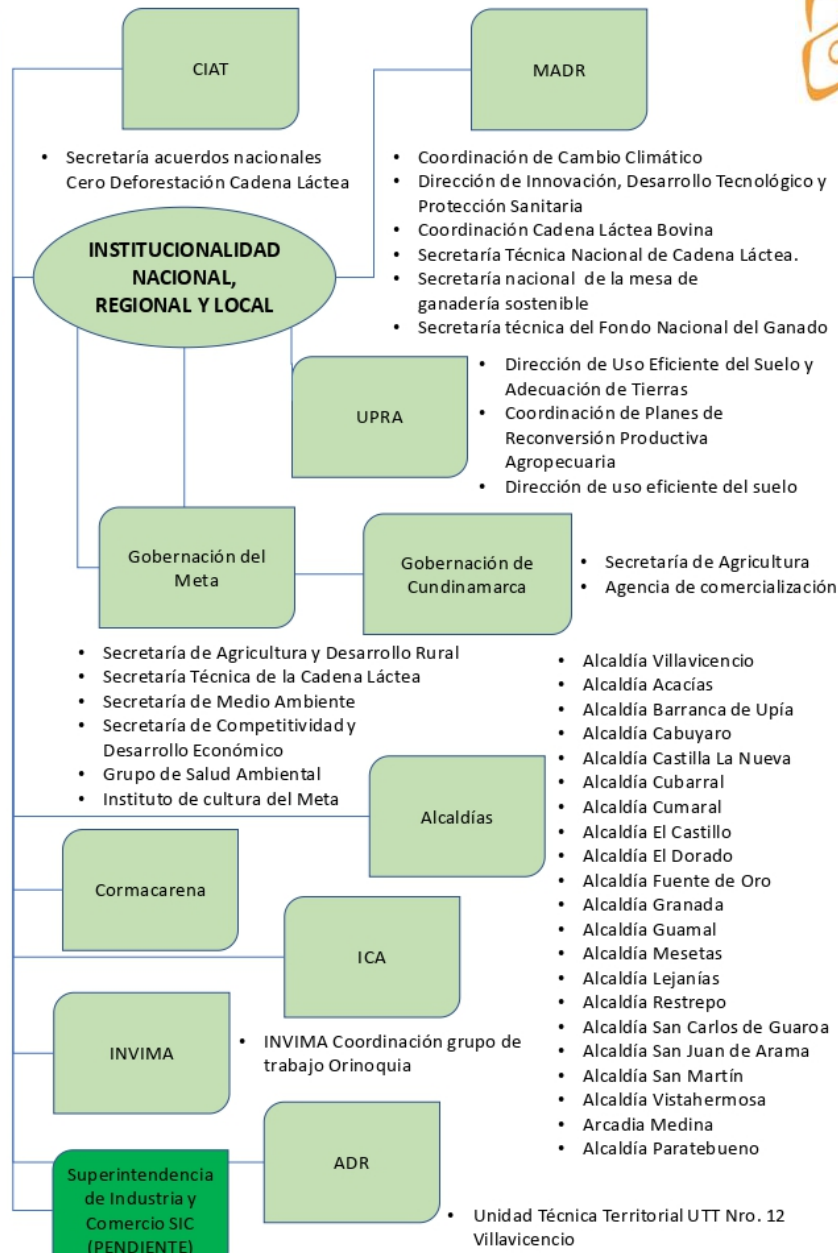 CIAT
MADR
• Secretaría acuerdos nacionales
Cero Deforestación Cadena Láctea
• Coordinación de Cambio Climático
• Dirección de Innovación, Desarrollo Tecnológico y
Protección Sanitaria
• Coordinación Cadena Láctea Bovina
• Secretaría Técnica Nacional de Cadena Láctea.
• Secretaría nacional de la mesa de
ganadería sostenible
• Secretaría técnica del Fondo Nacional del Ganado
INSTITUCIONALIDAD
NACIONAL,
REGIONAL Y LOCAL
UPRA
• Dirección de Uso Eficiente del Suelo y
Adecuación de Tierras
• Coordinación de Planes de
Reconversión Productiva
Agropecuaria
• Dirección de uso eficiente del suelo
Gobernación del
Meta
Gobernación de
Cundinamarca
• Secretaría de Agricultura
• Agencia de comercialización
• Secretaría de Agricultura y Desarrollo Rural
• Secretaría Técnica de la Cadena Láctea
• Secretaría de Medio Ambiente
• Secretaría de Competitividad y
Desarrollo Económico
• Grupo de Salud Ambiental
• Instituto de cultura del Meta
Alcaldías
• Alcaldía Villavicencio
• Alcaldía Acacías
• Alcaldía Barranca de Upía
• Alcaldía Cabuyaro
• Alcaldía Castilla La Nueva
• Alcaldía Cubarral
• Alcaldía Cumaral
• Alcaldía El Castillo
• Alcaldía El Dorado
• Alcaldía Fuente de Oro
• Alcaldía Granada
• Alcaldía Guamal
• Alcaldía Mesetas
• Alcaldía Lejanías
• Alcaldía Restrepo
• Alcaldía San Carlos de Guaroa
• Alcaldía San Juan de Arama
• Alcaldía San Martín
• Alcaldía Vistahermosa
• Arcadia Medina
• Alcaldía Paratebueno
Cormacarena
ICA
INVIMA
• INVIMA Coordinación grupo de
trabajo Orinoquia
ADR
Superintendencia
de Industria y
Comercio SIC
(PENDIENTE)
• Unidad Técnica Territorial UTT Nro. 12
Villavicencio